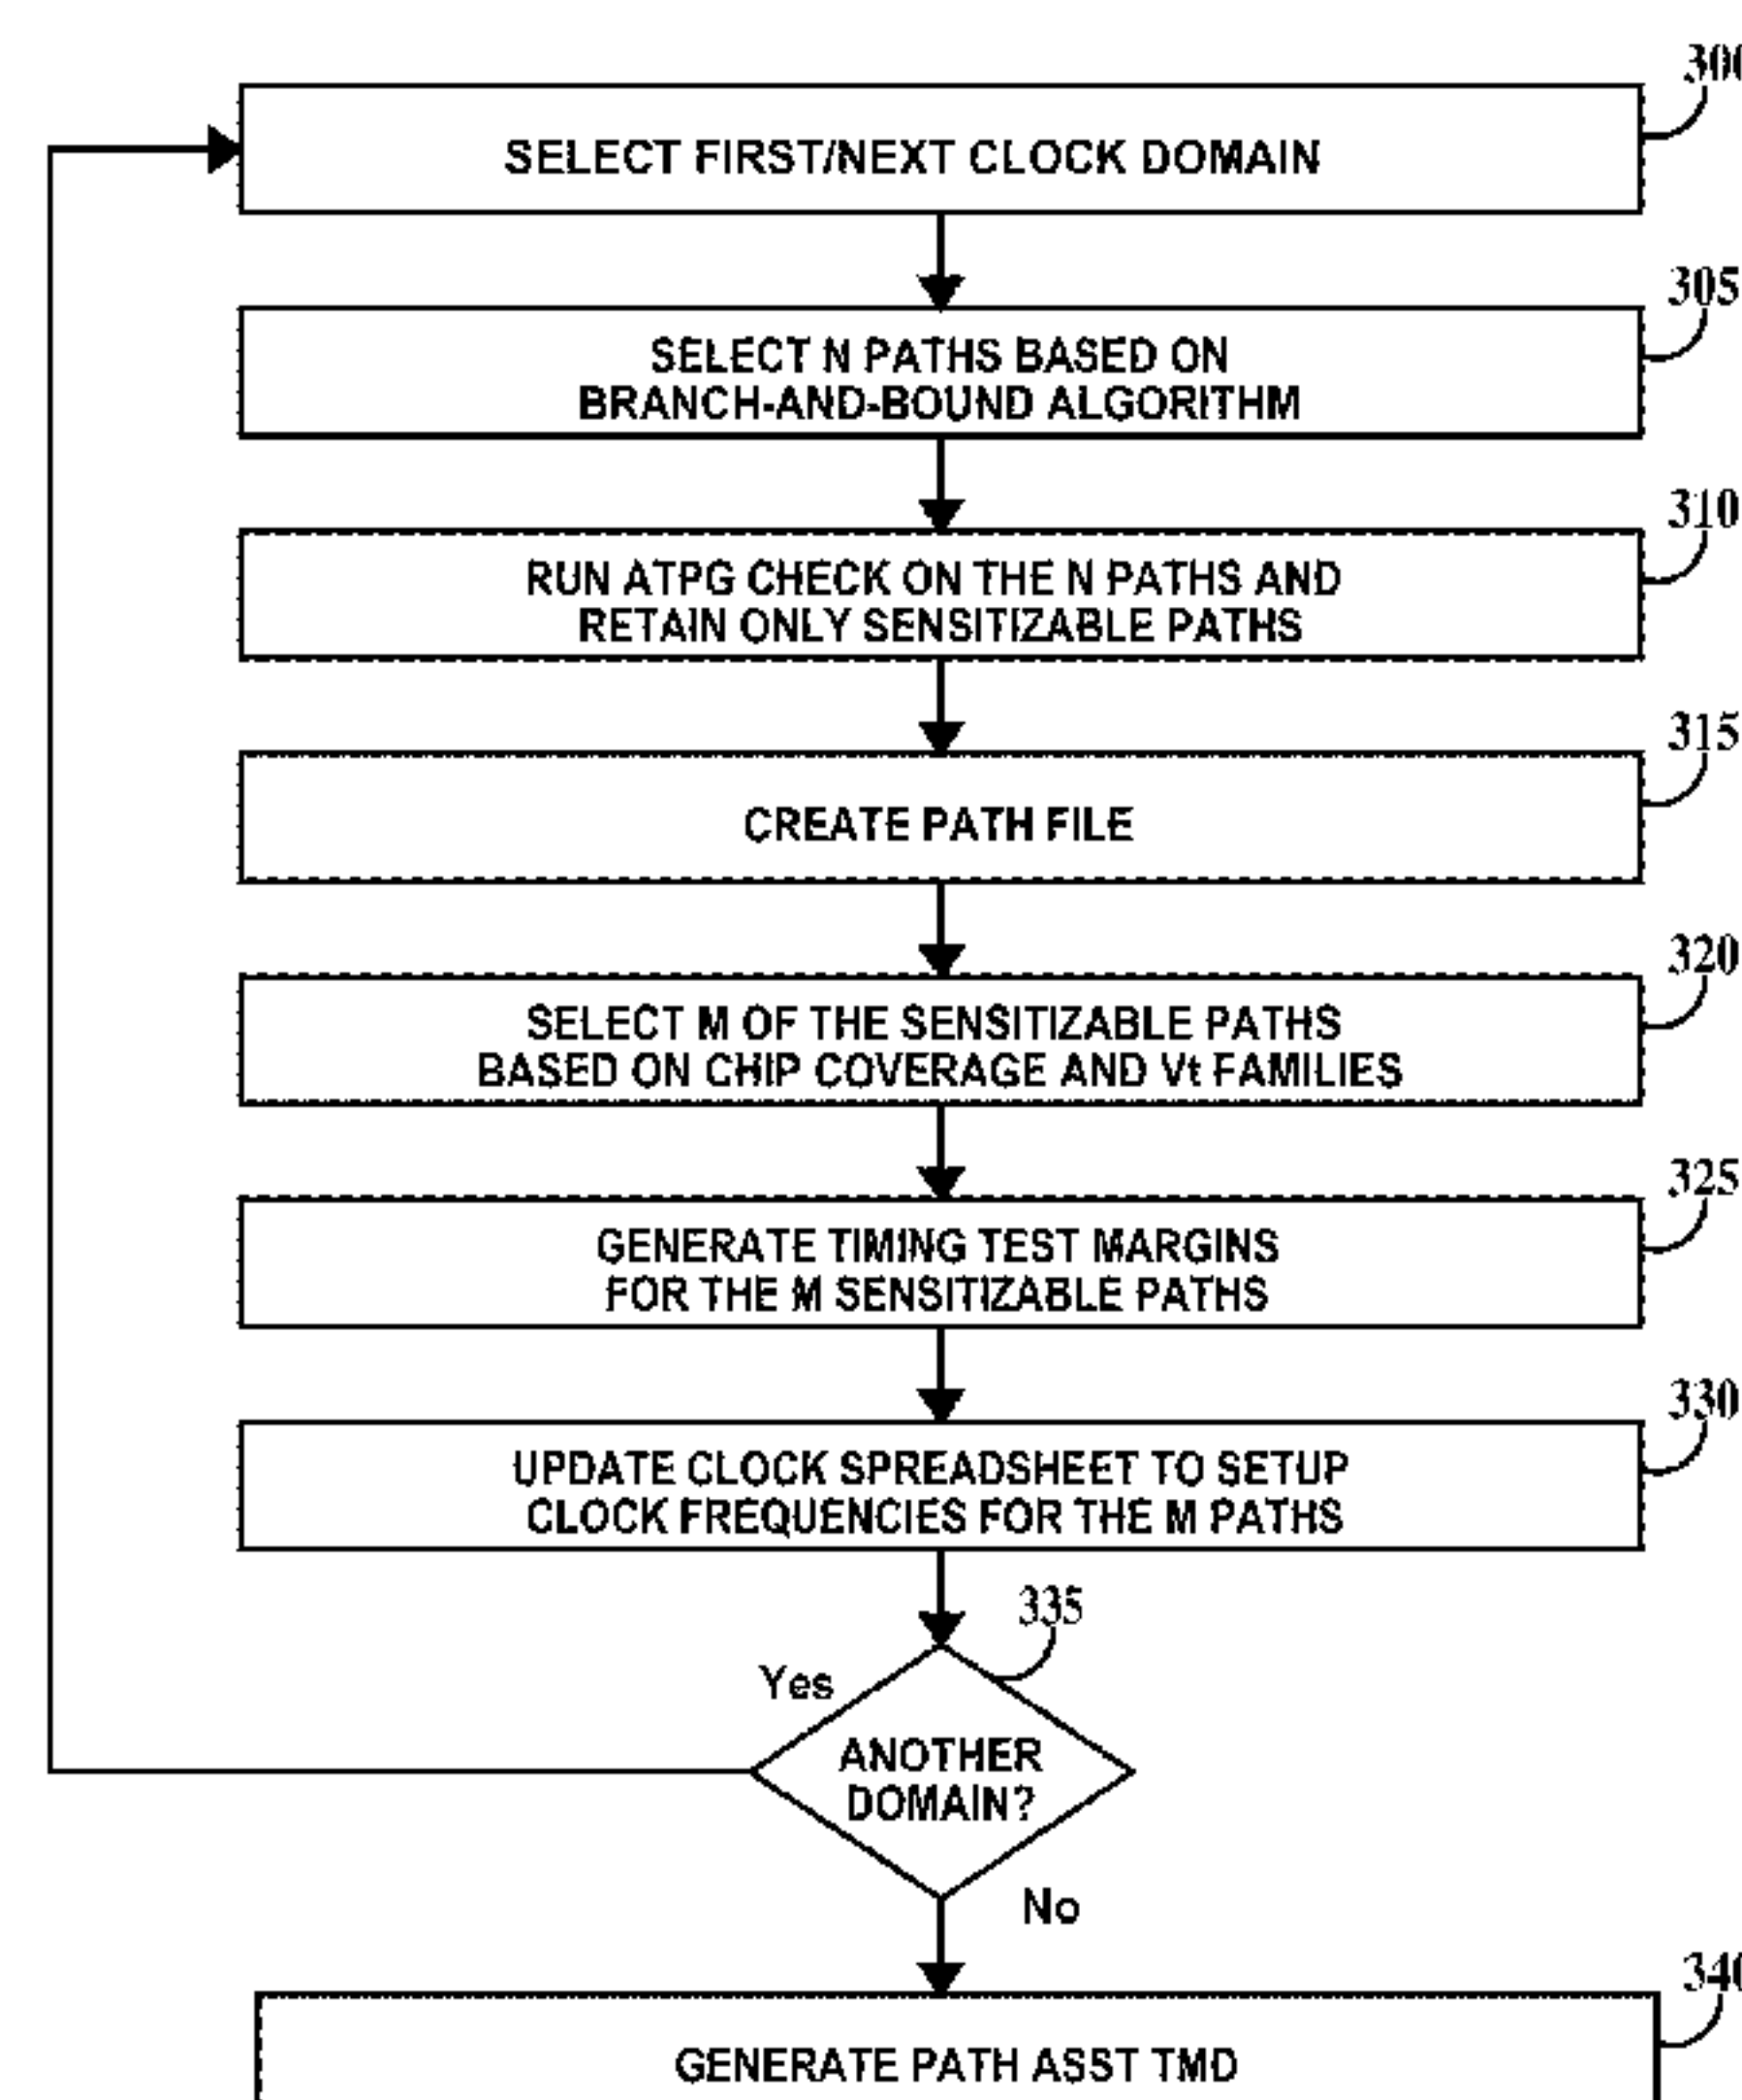 300
SELECT FIRST/NEXT CLOCK DOMAIN
305
SELECT N PATHS BASED ON
BRANCH-AND-BOUND ALGORITHM
310
RUN ATPG CHECK ON THE N PATHS AND
RETAIN ONLY SENSITIZABLE PATHS
315
CREATE PATH FILE
320
SELECT M OF THE SENSITIZABLE PATHS
BASED ON CHIP COVERAGE AND Vt FAMILIES
325
GENERATE TIMING TEST MARGINS
FOR THE M SENSITIZABLE PATHS
330
UPDATE CLOCK SPREADSHEET TO SETUP
CLOCK FREQUENCIES FOR THE M PATHS
335
Yes
ANOTHER
DOMAIN?
No
340
GENERATE PATH ASST TMD